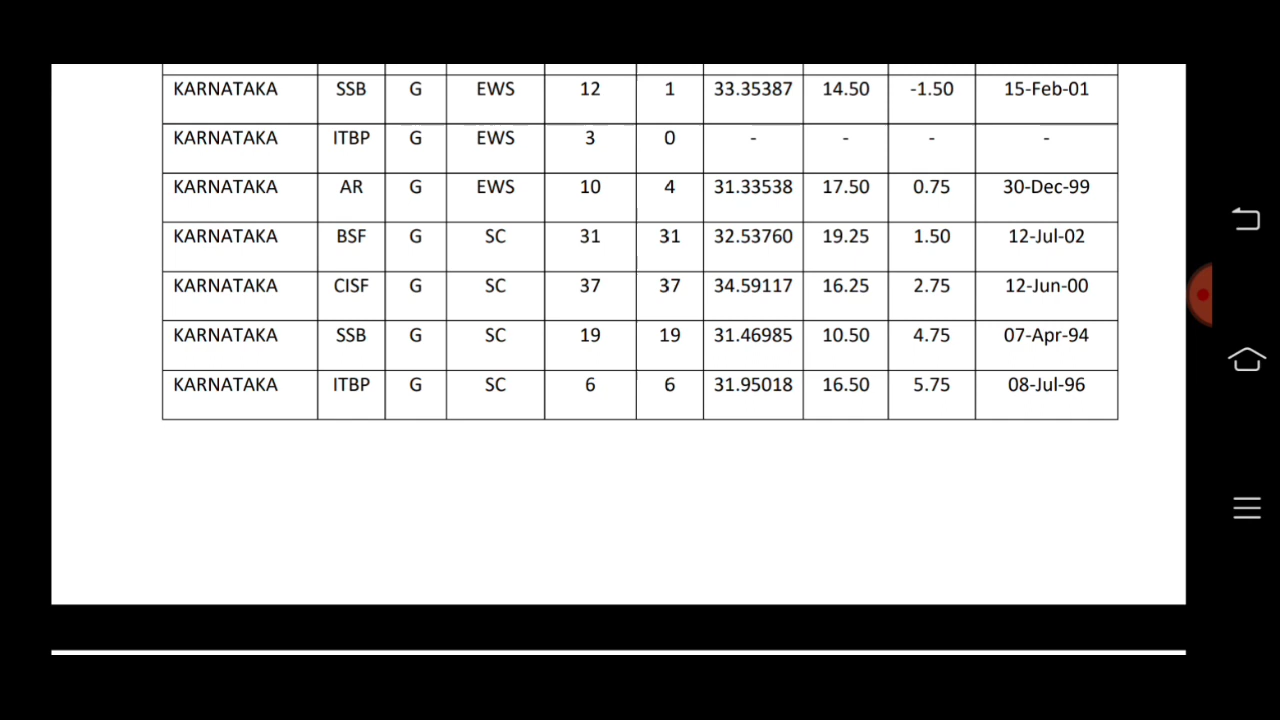 KARNATAKA SSB G EWS 12 1 33.35387 14.50 -1.50 15-Feb-01
KARNATAKA ITBP G EWS 3 0 - - - -
KARNATAKA AR G EWS 10 4 31.33538 17.50 0.75 30-Dec-99
KARNATAKA BSF G SC 31 31 32.53760 19.25 1.50 12-Jul-02
KARNATAKA CISF G SC 37 37 34.59117 16.25 2.75 12-Jun-00
KARNATAKA SSB G SC 19 19 31.46985 10.50 4.75 07-Apr-94
KARNATAKA ITBP G SC 6 6 31.95018 16.50 5.75 08-Jul-96